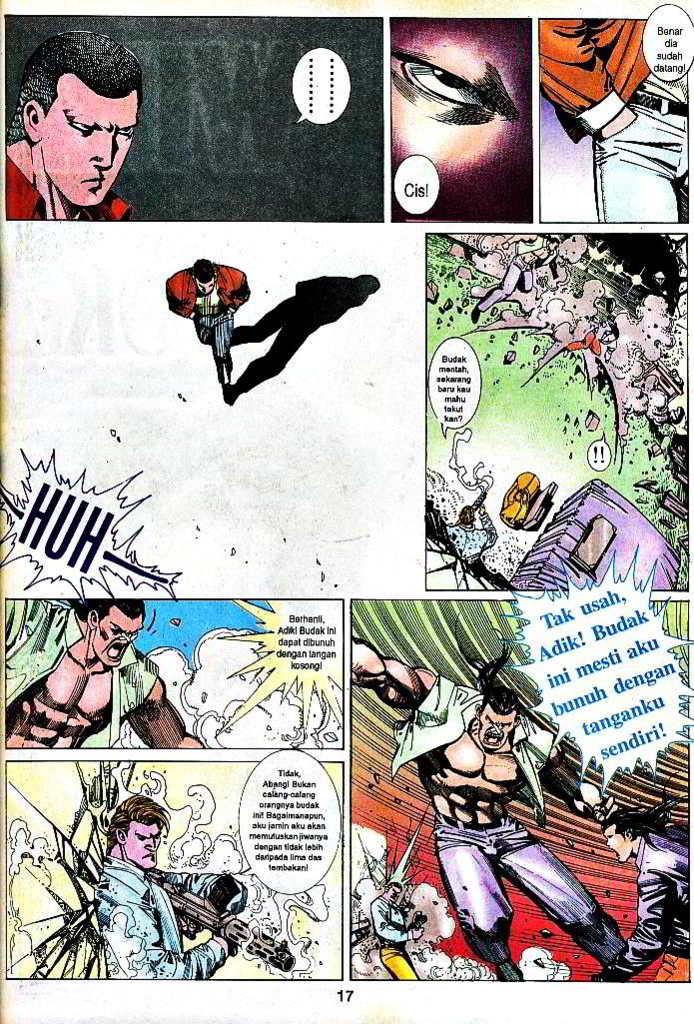 Cis!
Benar
dia
sudah
datang!
HUH
Budak
mentah,
sekarang
baru kau
mahu
takut
kan?
!!
Berhenti,
Adik! Budak ini
dapat dibunuh
dengan tangan
kosong!
Tidak,
Abang! Bukan
calang-calang
orangnya budak
ini! Bagaimanapun,
aku jamin aku akan
memutuskan jiwanya
dengan tidak lebih
daripada lima das
tembakan!
Tak usah,
Adik! Budak
ini mesti aku
bunuh dengan
tanganku
sendiri!
17